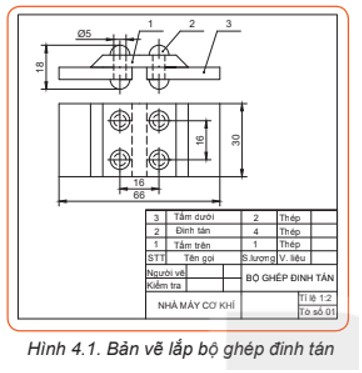 Ø5 1 2 3
18
16
30
16
66
3 Tấm dưới 2 Thép
2 Đinh tán 4 Thép
1 Tấm trên 1 Thép
STT Tên gọi S.lượng V. liệu
Người vẽ
Kiểm tra
BỘ GHÉP ĐINH TÁN
NHÀ MÁY CƠ KHÍ
Tỉ lệ 1:2
Tờ số 01
Hình 4.1. Bản vẽ lắp bộ ghép đinh tán